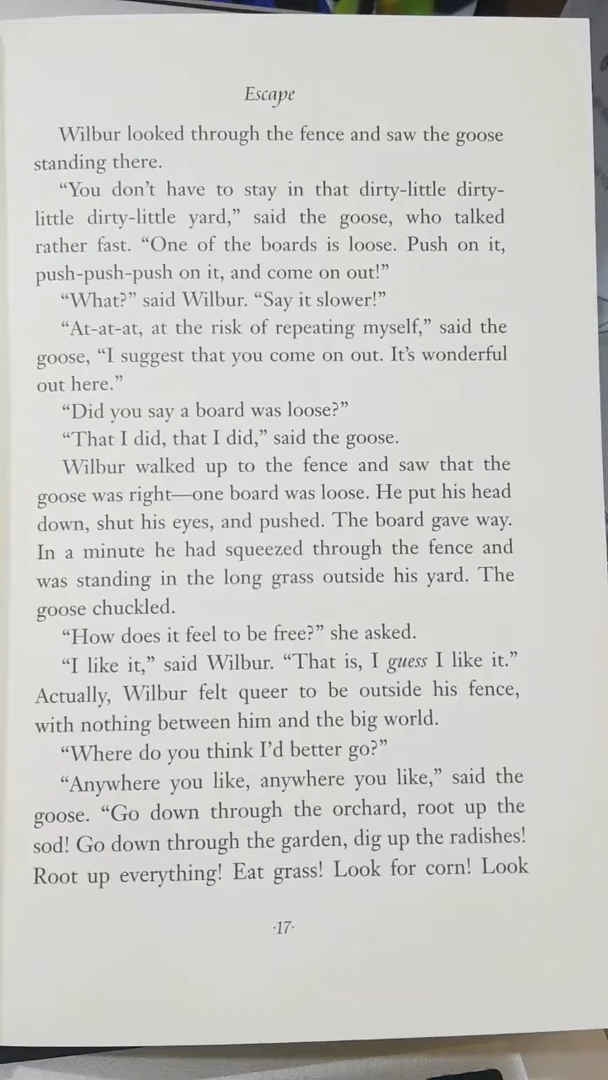 Escape
Wilbur looked through the fence and saw the goose
standing there.
“You don’t have to stay in that dirty-little dirty-
little dirty-little yard,” said the goose, who talked
rather fast. “One of the boards is loose. Push on it,
push-push-push on it, and come on out!”
“What?” said Wilbur. “Say it slower!”
“At-at-at, at the risk of repeating myself,” said the
goose, “I suggest that you come on out. It’s wonderful
out here.”
“Did you say a board was loose?”
“That I did, that I did,” said the goose.
Wilbur walked up to the fence and saw that the
goose was right—one board was loose. He put his head
down, shut his eyes, and pushed. The board gave way.
In a minute he had squeezed through the fence and
was standing in the long grass outside his yard. The
goose chuckled.
“How does it feel to be free?” she asked.
“I like it,” said Wilbur. “That is, I guess I like it.”
Actually, Wilbur felt queer to be outside his fence,
with nothing between him and the big world.
“Where do you think I’d better go?”
“Anywhere you like, anywhere you like,” said the
goose. “Go down through the orchard, root up the
sod! Go down through the garden, dig up the radishes!
Root up everything! Eat grass! Look for corn! Look
·17·